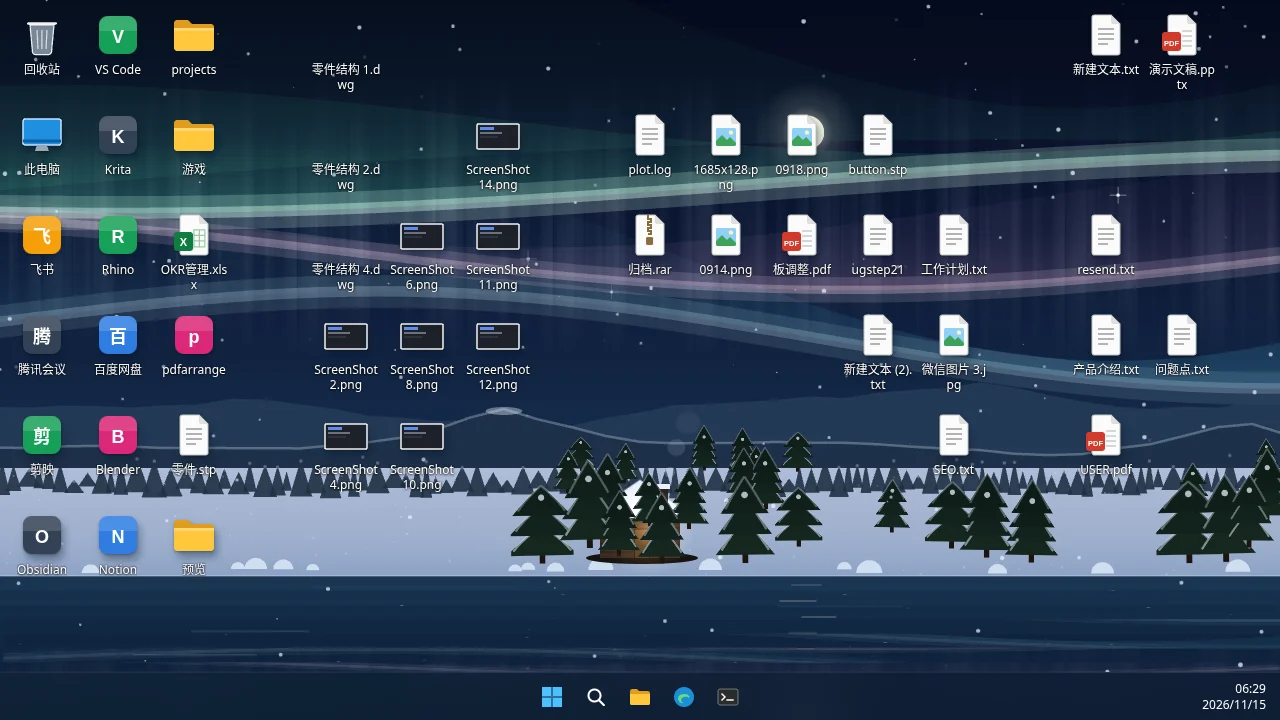 回收站
V
VS Code
projects
零件结构 1.d
wg
新建文本.txt
PDF
演示文稿.pp
tx
此电脑
K
Krita
游戏
零件结构 2.d
wg
ScreenShot
14.png
plot.log
1685x128.p
ng
0918.png
button.stp
飞
飞书
R
Rhino
X
OKR管理.xls
x
零件结构 4.d
wg
ScreenShot
6.png
ScreenShot
11.png
归档.rar
0914.png
PDF
板调整.pdf
ugstep21
工作计划.txt
resend.txt
腾
腾讯会议
百
百度网盘
p
pdfarrange
ScreenShot
2.png
ScreenShot
8.png
ScreenShot
12.png
新建文本 (2).
txt
微信图片 3.j
pg
产品介绍.txt
问题点.txt
剪
剪映
B
Blender
零件.stp
ScreenShot
4.png
ScreenShot
10.png
SEO.txt
PDF
USER.pdf
O
Obsidian
N
Notion
预览
06:29
2026/11/15